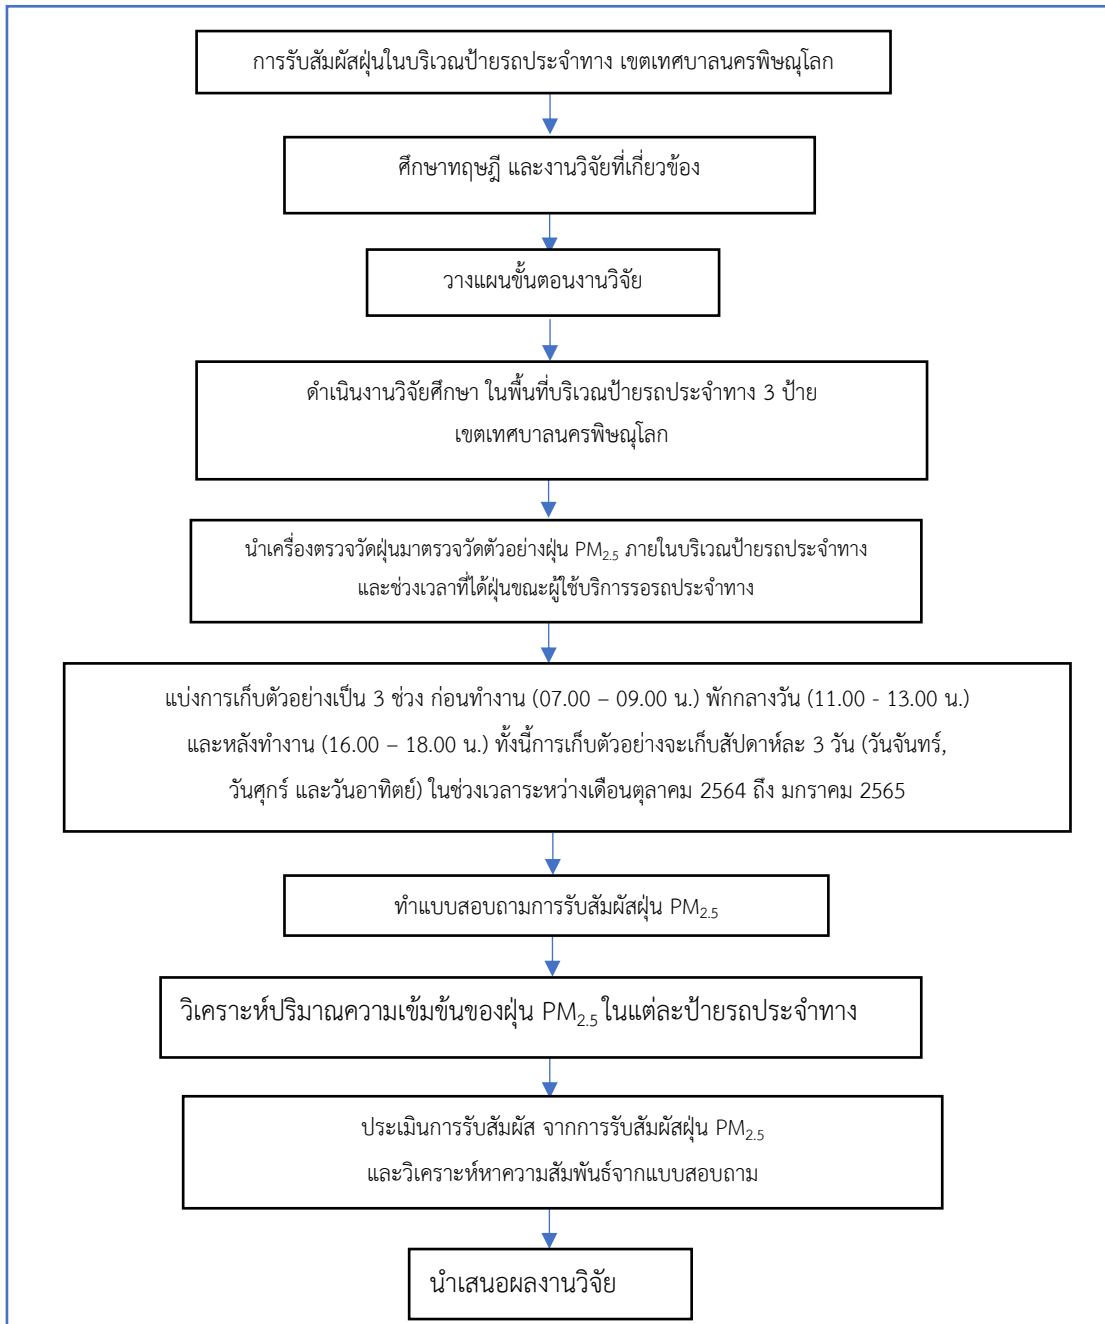 การรับสัมผัสฝุ่นในบริเวณป้ายรถประจำทาง เขตเทศบาลนครพิษณุโลก
ศึกษาทฤษฎี และงานวิจัยที่เกี่ยวข้อง
วางแผนขั้นตอนงานวิจัย
ดำเนินงานวิจัยศึกษา ในพื้นที่บริเวณป้ายรถประจำทาง 3 ป้าย
เขตเทศบาลนครพิษณุโลก
นำเครื่องตรวจวัดฝุ่นมาตรวจวัดตัวอย่างฝุ่น PM2.5 ภายในบริเวณป้ายรถประจำทาง
และช่วงเวลาที่ได้ฝุ่นขณะผู้ใช้บริการรอรถประจำทาง
แบ่งการเก็บตัวอย่างเป็น 3 ช่วง ก่อนทำงาน (07.00 – 09.00 น.) พักกลางวัน (11.00 - 13.00 น.)
และหลังทำงาน (16.00 – 18.00 น.) ทั้งนี้การเก็บตัวอย่างจะเก็บสัปดาห์ละ 3 วัน (วันจันทร์,
วันศุกร์ และวันอาทิตย์) ในช่วงเวลาระหว่างเดือนตุลาคม 2564 ถึง มกราคม 2565
ทำแบบสอบถามการรับสัมผัสฝุ่น PM2.5
วิเคราะห์ปริมาณความเข้มข้นของฝุ่น PM2.5 ในแต่ละป้ายรถประจำทาง
ประเมินการรับสัมผัส จากการรับสัมผัสฝุ่น PM2.5
และวิเคราะห์หาความสัมพันธ์จากแบบสอบถาม
นำเสนอผลงานวิจัย